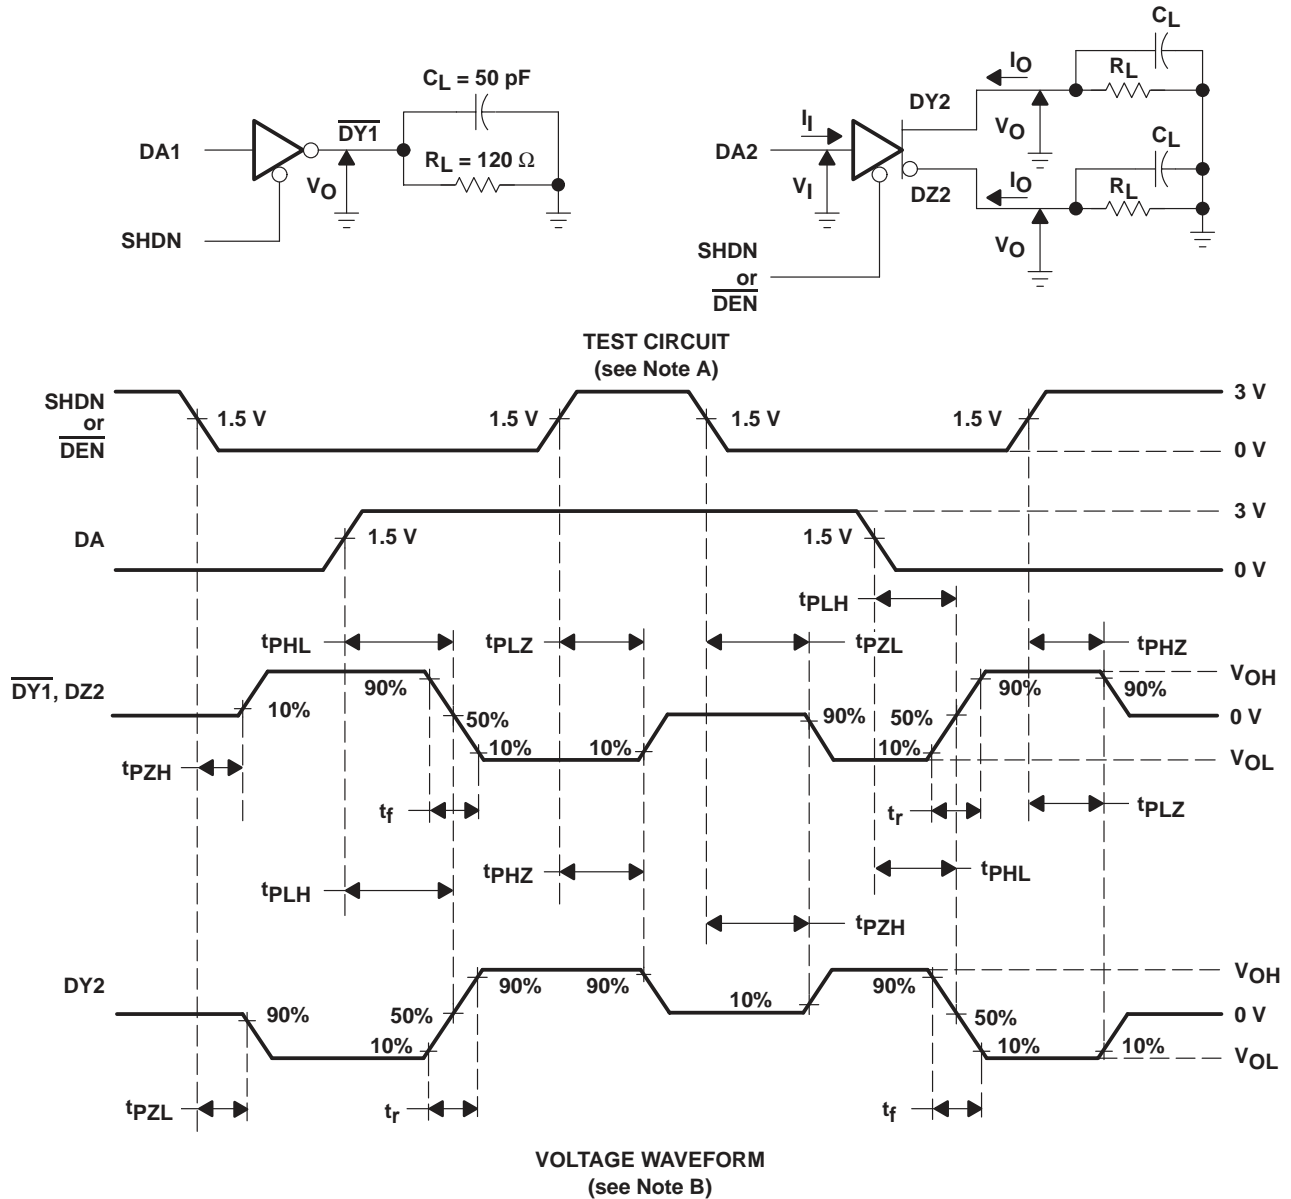 CL = 50 pF
DY1
DA1
RL = 120 Ω
VO
SHDN
CL
IO
RL
DY2
II
VO
CL
DA2
VI
IO
RL
DZ2
VO
SHDN
or
DEN
TEST CIRCUIT
(see Note A)
SHDN
or
DEN
1.5 V
1.5 V
1.5 V
1.5 V
3 V
0 V
DA
1.5 V
1.5 V
3 V
0 V
tPLH
tPHL
tPLZ
tPZL
tPHZ
DY1, DZ2
10%
90%
50%
10%
10%
90%
50%
10%
90%
90%
VOH
0 V
VOL
tPZH
tf
tr
tPLZ
tPLH
tPHZ
tPHL
tPZH
DY2
90%
50%
10%
90%
90%
10%
90%
50%
10%
10%
VOH
0 V
VOL
tPZL
tr
tf
VOLTAGE WAVEFORM
(see Note B)